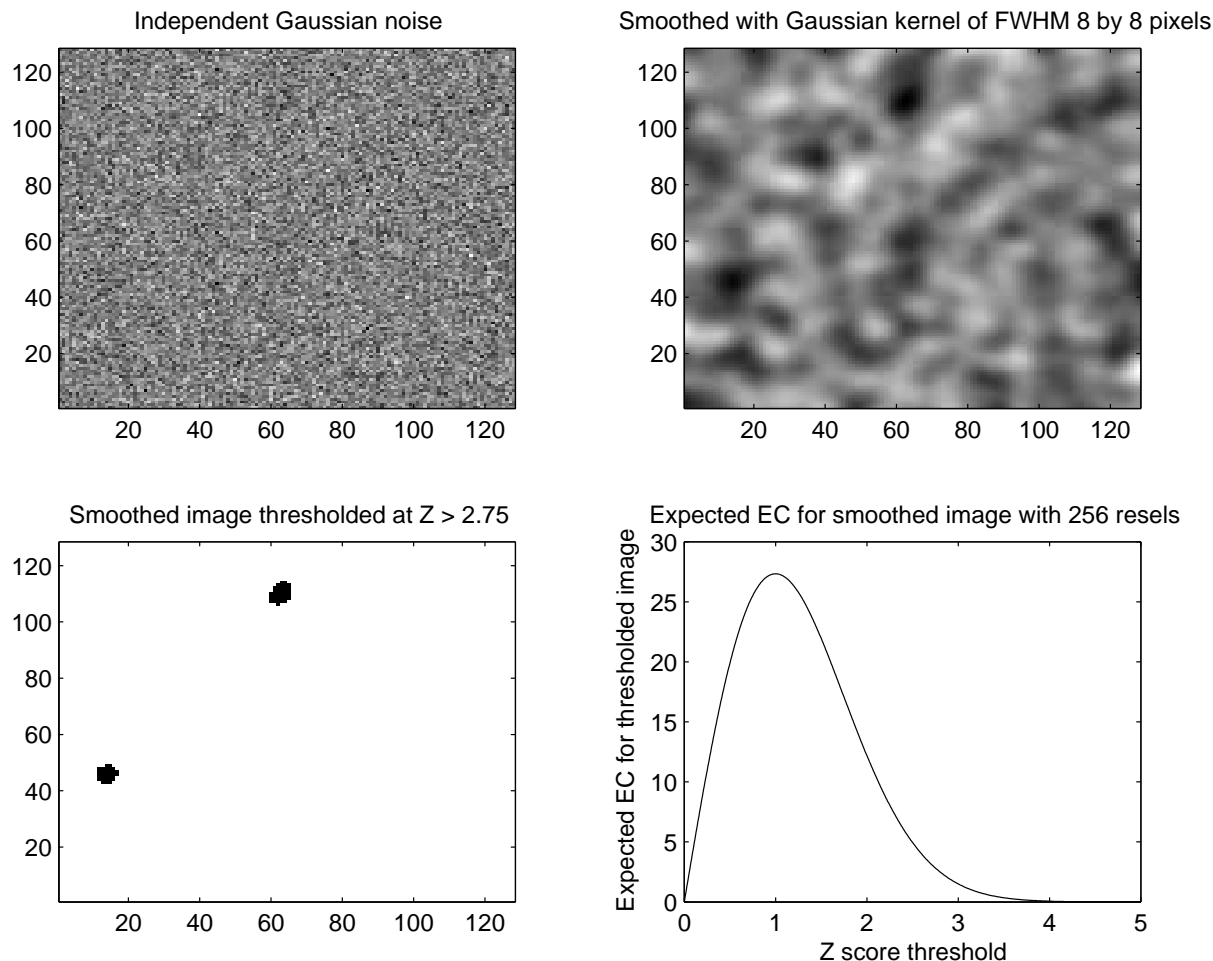 Independent Gaussian noise
120
100
80
60
40
20
20 40 60 80 100 120
Smoothed with Gaussian kernel of FWHM 8 by 8 pixels
120
100
80
60
40
20
20 40 60 80 100 120
Smoothed image thresholded at Z > 2.75
120
100
80
60
40
20
20 40 60 80 100 120
Expected EC for smoothed image with 256 resels
Expected EC for thresholded image
30
25
20
15
10
5
0
0 1 2 3 4 5
Z score threshold